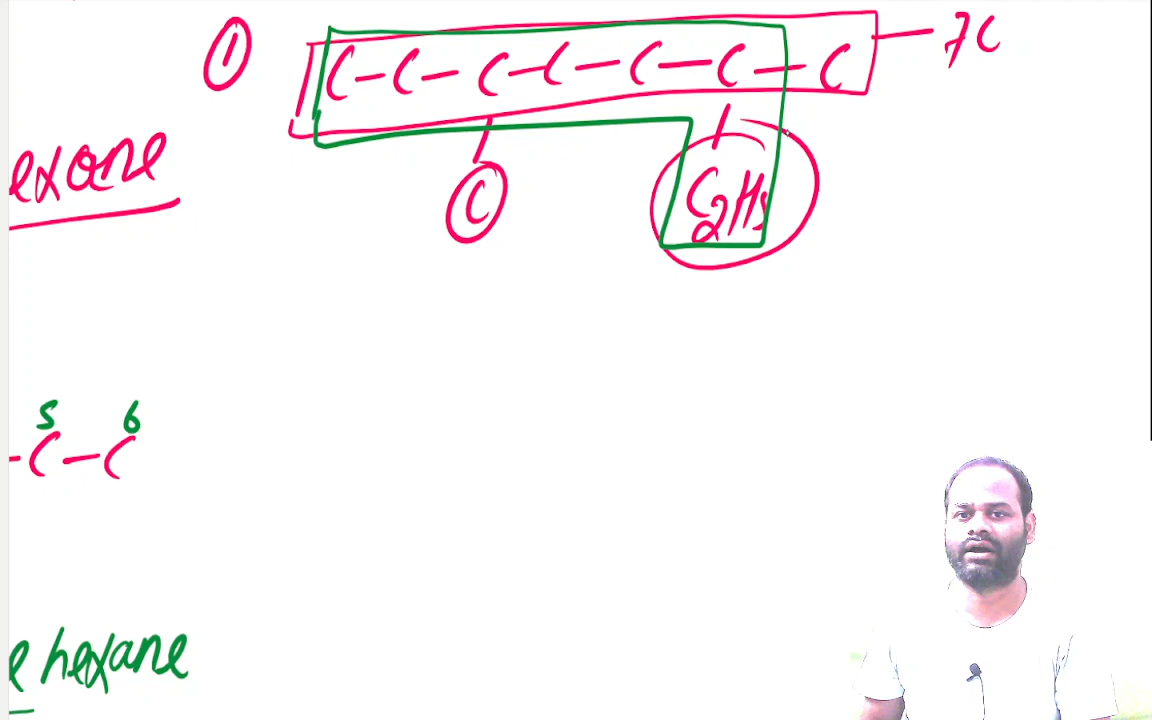 ① C-C-C-C-C-C-C - 7C
C C2H5
exane
5 6
-C-C
e hexane